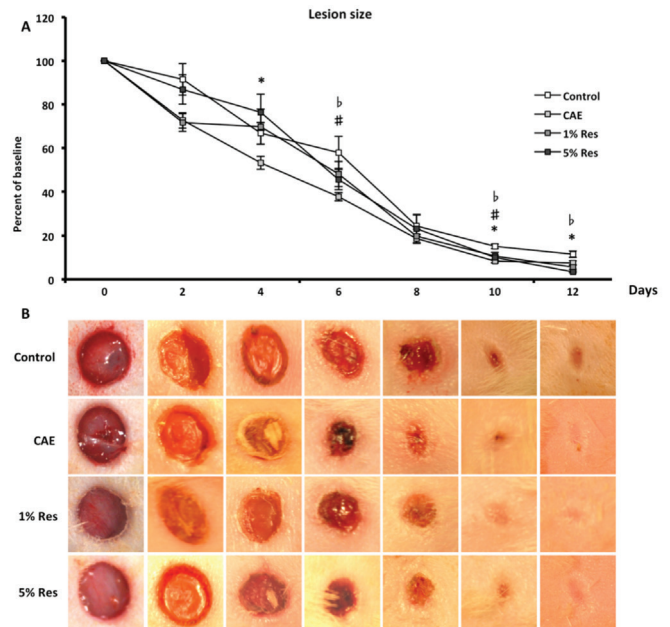 Lesion size
A
120
100
80
60
40
20
0
Percent of baseline
*
♭
#
♭
#
*
♭
*
Control
CAE
1% Res
5% Res
0 2 4 6 8 10 12 Days
B
Control
CAE
1% Res
5% Res